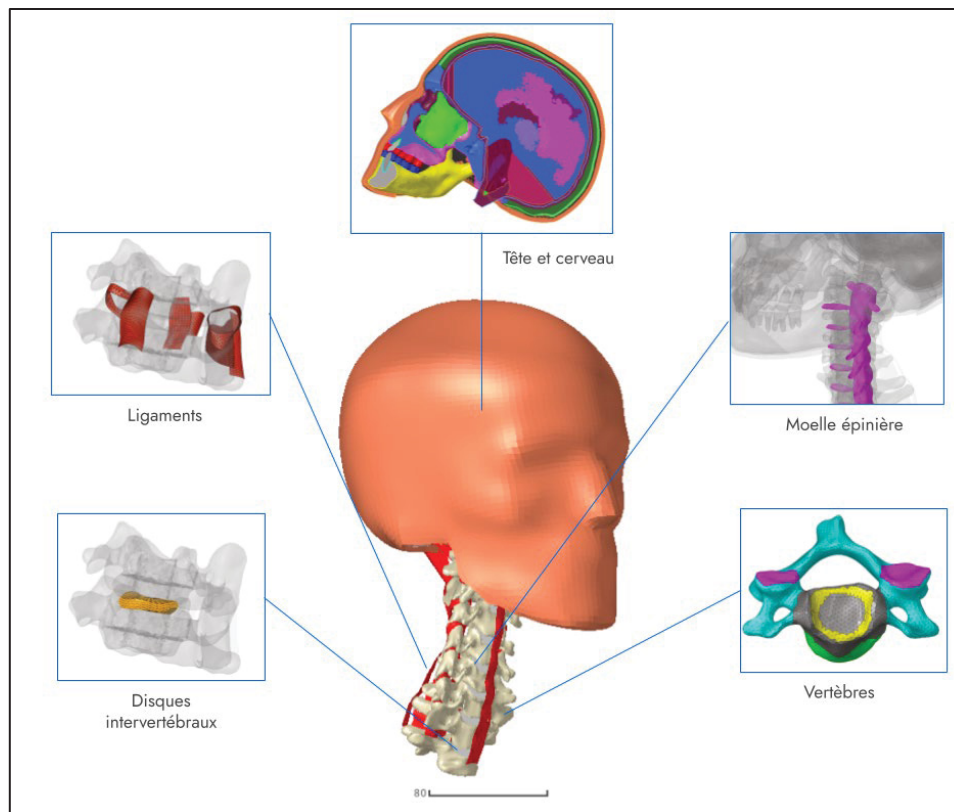 Tête et cerveau
Ligaments
Moelle épinière
Disques
intervertébraux
Vertèbres
80